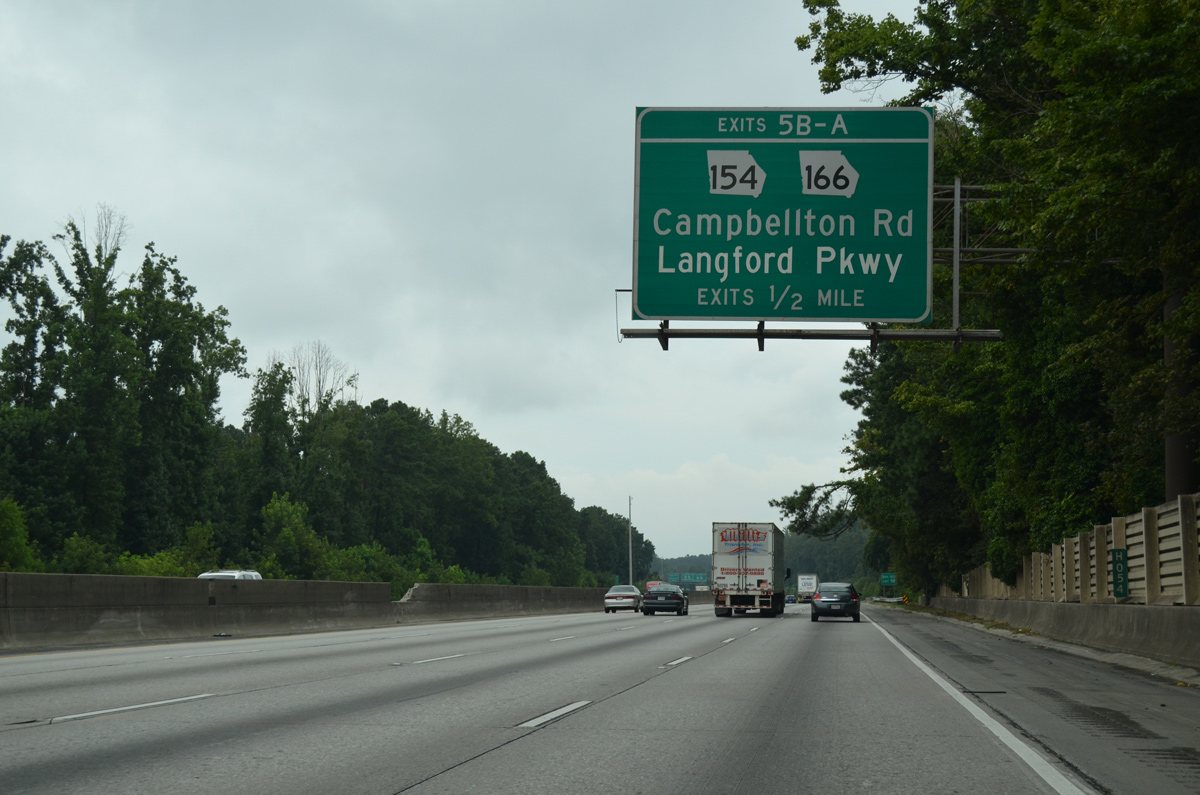 EXITS 5B-A
154 166
Campbellton Rd
Langford Pkwy
EXITS 1/2 MILE